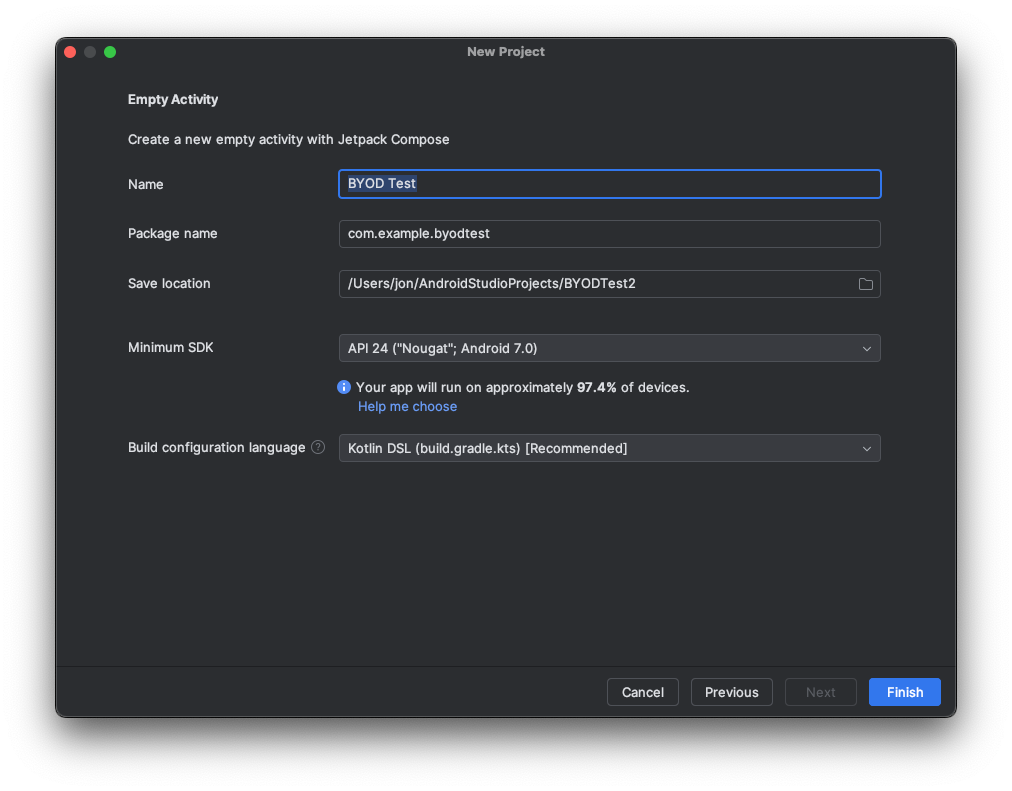 New Project
Empty Activity
Create a new empty activity with Jetpack Compose
Name
BYOD Test
Package name
com.example.byodtest
Save location
/Users/jon/AndroidStudioProjects/BYODTest2
Minimum SDK
API 24 ("Nougat"; Android 7.0)
Your app will run on approximately 97.4% of devices.
Help me choose
Build configuration language
Kotlin DSL (build.gradle.kts) [Recommended]
Cancel
Previous
Next
Finish